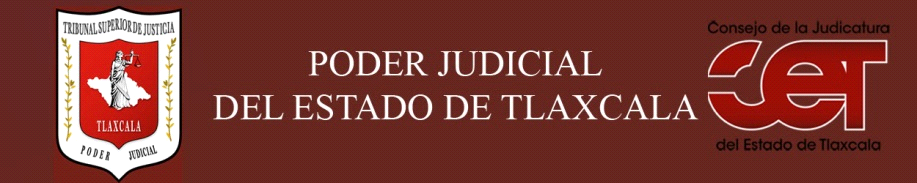 TRIBUNAL SUPERIOR DE JUSTICIA
TLAXCALA
PODER JUDICIAL
PODER JUDICIAL
DEL ESTADO DE TLAXCALA
Consejo de la Judicatura
CET
del Estado de Tlaxcala